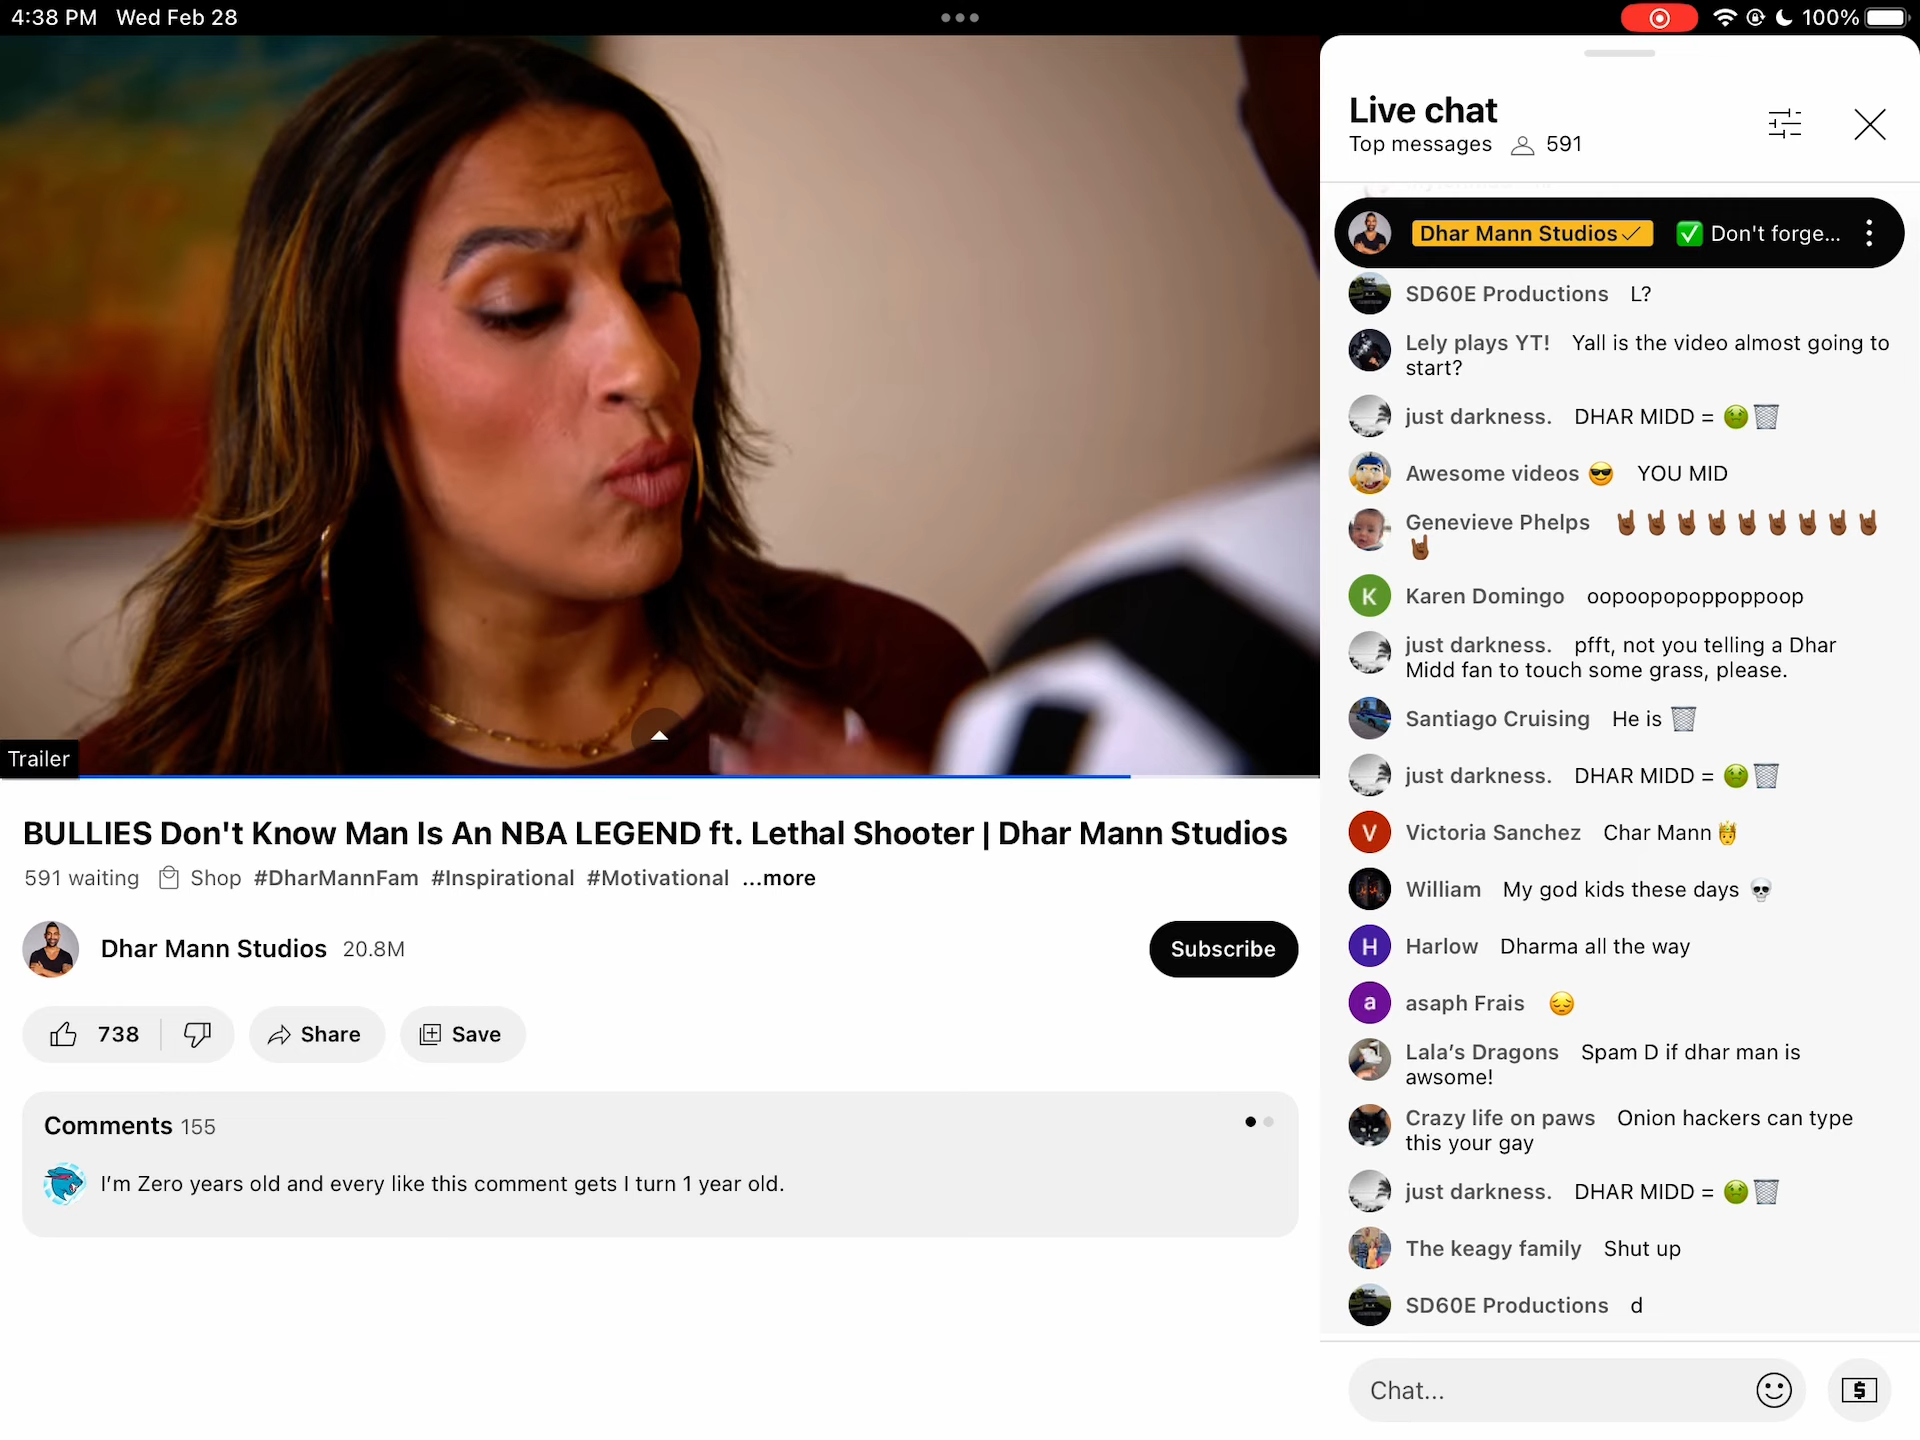 4:38 PM Wed Feb 28
100%
Trailer
BULLIES Don't Know Man Is An NBA LEGEND ft. Lethal Shooter | Dhar Mann Studios
591 waiting Shop #DharMannFam #Inspirational #Motivational ...more
Dhar Mann Studios 20.8M
Subscribe
738
Share
Save
Comments 155
I'm Zero years old and every like this comment gets I turn 1 year old.
Live chat
Top messages 591
Dhar Mann Studios✓ ✅ Don't forge...
SD60E Productions L?
Lely plays YT! Yall is the video almost going to
start?
just darkness. DHAR MIDD = 🤢🗑️
Awesome videos 😎 YOU MID
Genevieve Phelps 🤘🏾🤘🏾🤘🏾🤘🏾🤘🏾🤘🏾🤘🏾🤘🏾🤘🏾
🤘🏾
K
Karen Domingo oopoopopoppoppoop
just darkness. pfft, not you telling a Dhar
Midd fan to touch some grass, please.
Santiago Cruising He is 🗑️
just darkness. DHAR MIDD = 🤢🗑️
V
Victoria Sanchez Char Mann 🤴
William My god kids these days 💀
H
Harlow Dharma all the way
a
asaph Frais 😔
Lala's Dragons Spam D if dhar man is
awsome!
Crazy life on paws Onion hackers can type
this your gay
just darkness. DHAR MIDD = 🤢🗑️
The keagy family Shut up
SD60E Productions d
Chat...
$